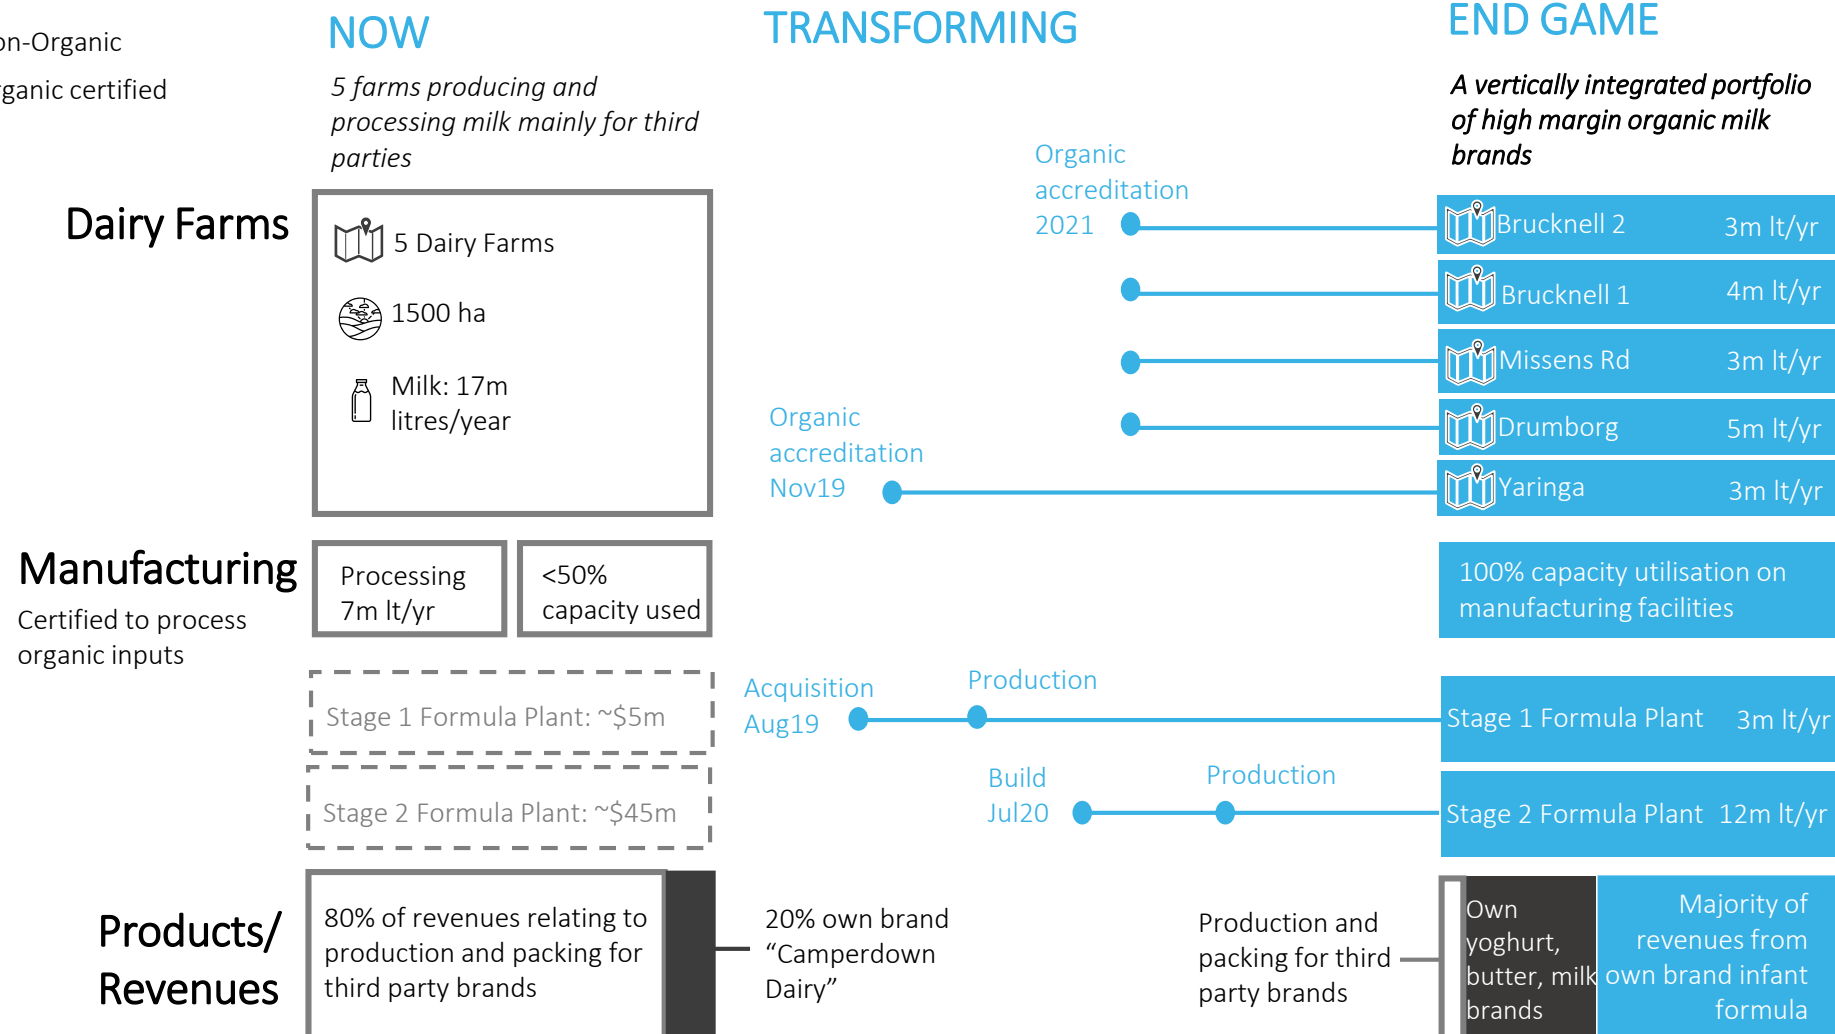 on-Organic
rganic certified
NOW
5 farms producing and
processing milk mainly for third
parties
TRANSFORMING
END GAME
A vertically integrated portfolio
of high margin organic milk
brands
Dairy Farms
5 Dairy Farms
1500 ha
Milk: 17m
litres/year
Organic
accreditation
2021
Organic
accreditation
Nov19
Brucknell 2 3m lt/yr
Brucknell 1 4m lt/yr
Missens Rd 3m lt/yr
Drumborg 5m lt/yr
Yaringa 3m lt/yr
Manufacturing
Certified to process
organic inputs
Processing
7m lt/yr
<50%
capacity used
100% capacity utilisation on
manufacturing facilities
Stage 1 Formula Plant: ~$5m
Acquisition
Aug19
Production
Stage 1 Formula Plant 3m lt/yr
Stage 2 Formula Plant: ~$45m
Build
Jul20
Production
Stage 2 Formula Plant 12m lt/yr
Products/
Revenues
80% of revenues relating to
production and packing for
third party brands
20% own brand
“Camperdown
Dairy”
Production and
packing for third
party brands
Own
yoghurt,
butter, milk
brands
Majority of
revenues from
own brand infant
formula